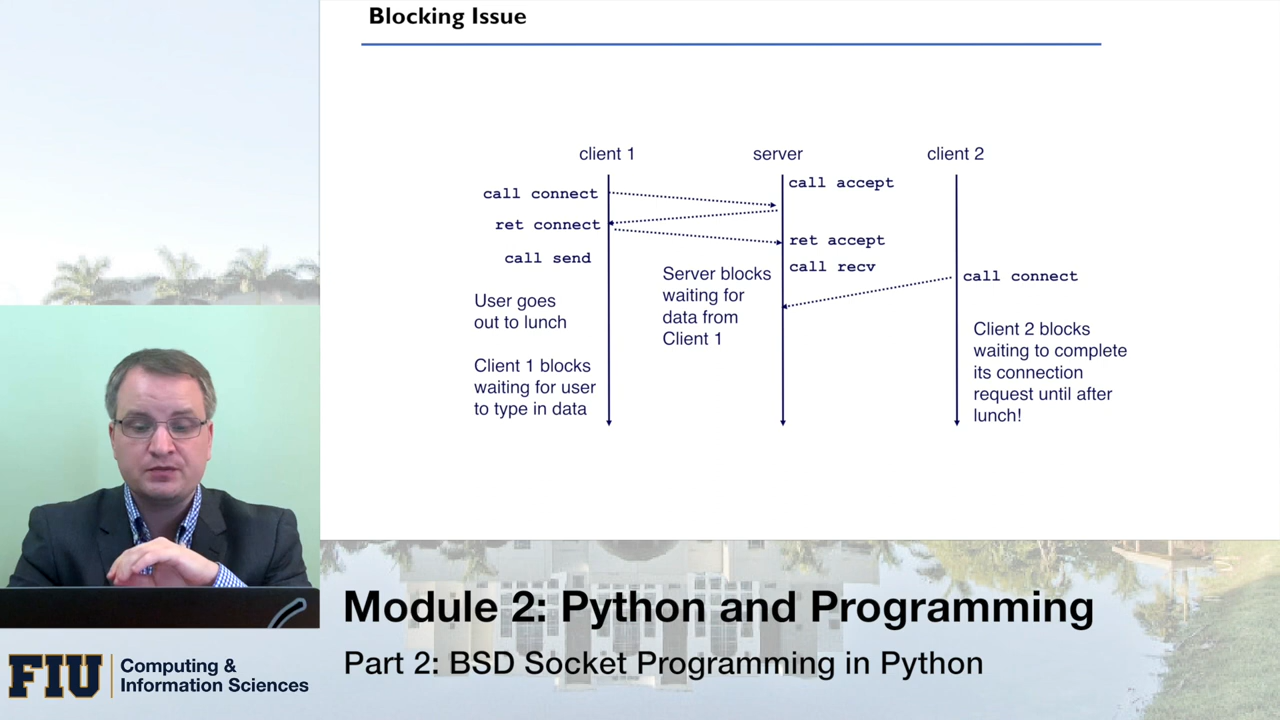 Blocking Issue
client 1
server
client 2
call connect
call accept
ret connect
ret accept
call send
call recv
call connect
User goes
out to lunch
Server blocks
waiting for
data from
Client 1
Client 1 blocks
waiting for user
to type in data
Client 2 blocks
waiting to complete
its connection
request until after
lunch!
Module 2: Python and Programming
Part 2: BSD Socket Programming in Python
FIU
Computing &
Information Sciences